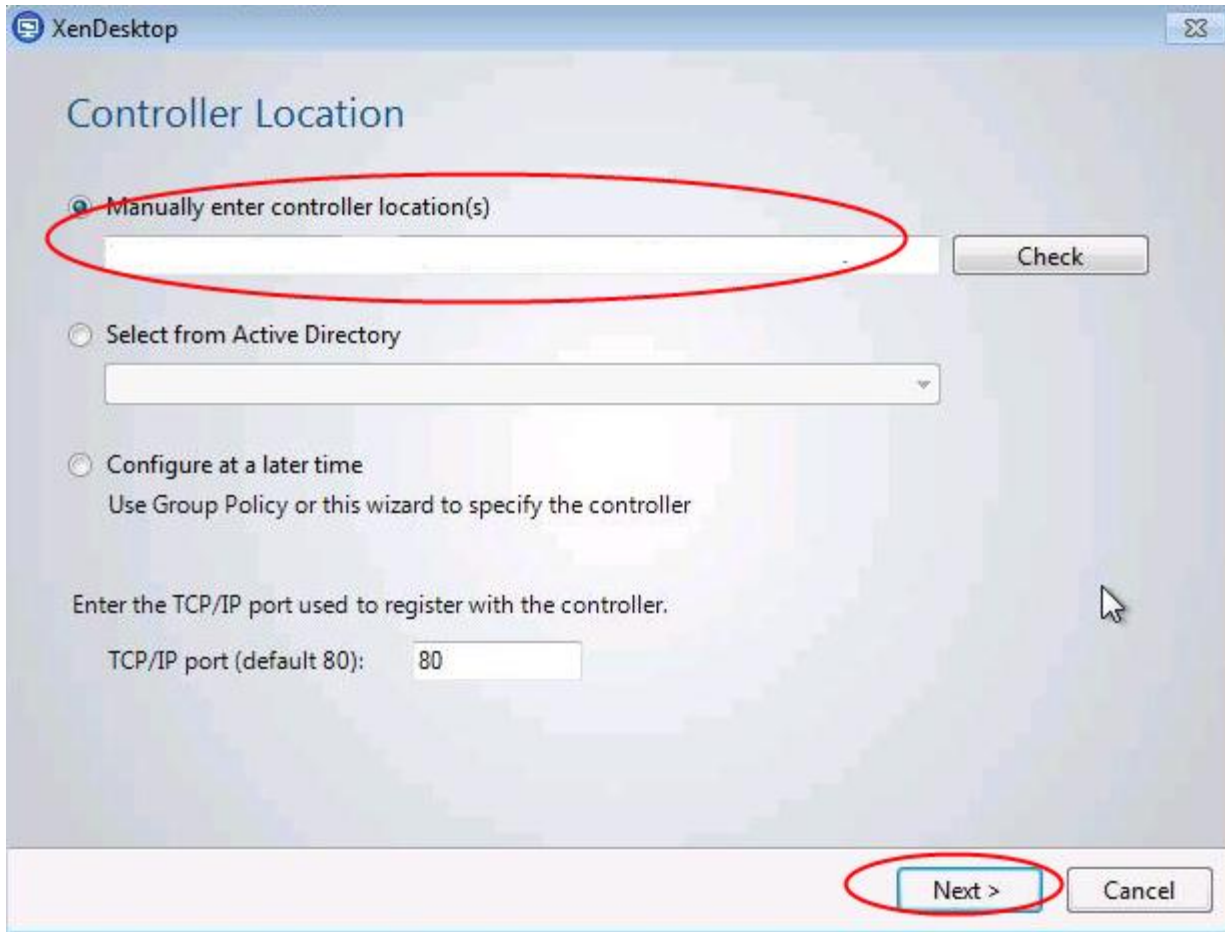 XenDesktop
Controller Location
Manually enter controller location(s)
Check
Select from Active Directory
Configure at a later time
Use Group Policy or this wizard to specify the controller
Enter the TCP/IP port used to register with the controller.
TCP/IP port (default 80): 80
Next > Cancel